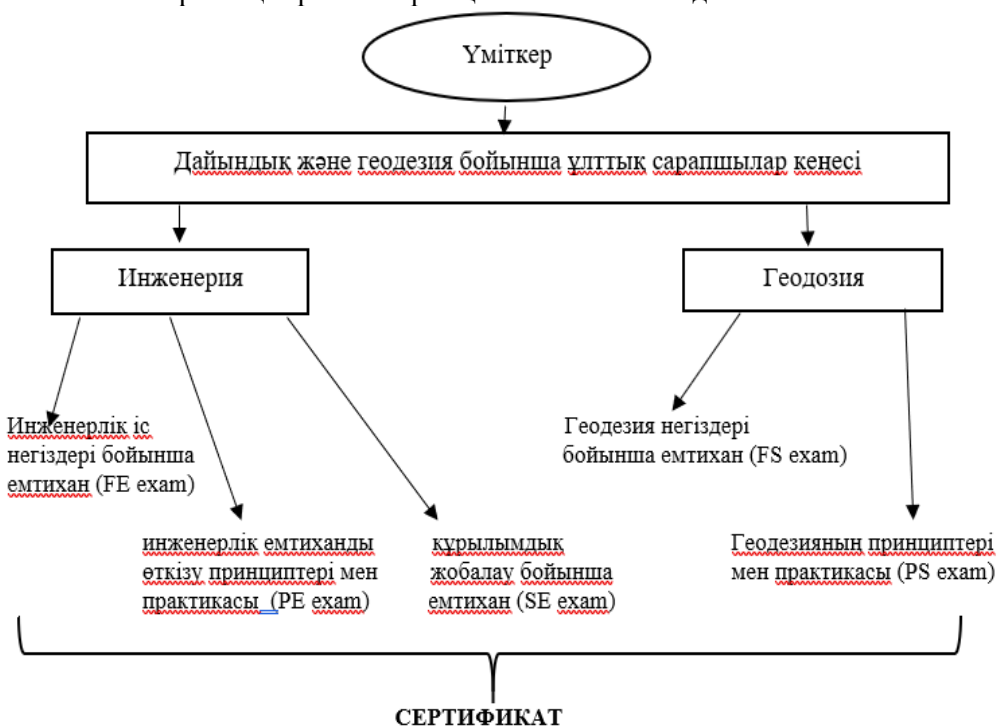 Үміткер
Дайындық және геодезия бойынша ұлттық сарапшылар кеңесі
Инженерия
Геодозия
Инженерлік іс
негіздері бойынша
емтихан (FE exam)
Геодезия негіздері
бойынша емтихан (FS exam)
инженерлік емтиханды
өткізу принциптері мен
практикасы (PE exam)
құрылымдық
жобалау бойынша
емтихан (SE exam)
Геодезияның принциптері
мен практикасы (PS exam)
СЕРТИФИКАТ